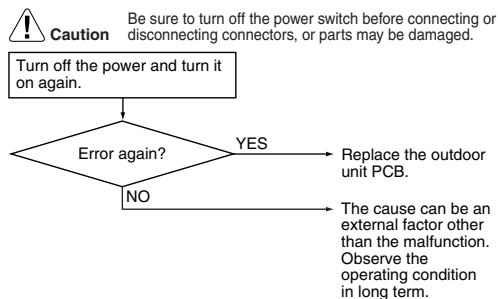 Be sure to turn off the power switch before connecting or
Caution disconnecting connectors, or parts may be damaged.
Turn off the power and turn it
on again.
Error again?
YES
Replace the outdoor
unit PCB.
NO
The cause can be an
external factor other
than the malfunction.
Observe the
operating condition
in long term.